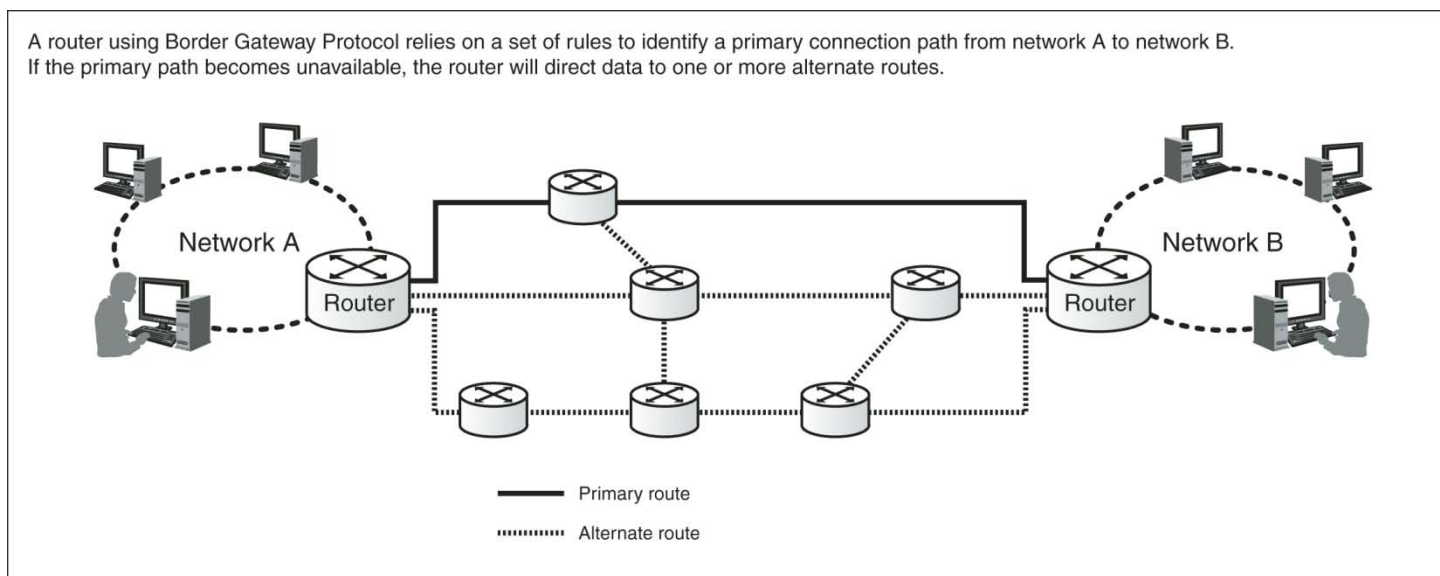 A router using Border Gateway Protocol relies on a set of rules to identify a primary connection path from network A to network B.
If the primary path becomes unavailable, the router will direct data to one or more alternate routes.
Network A
Network B
Router
Router
Primary route
Alternate route